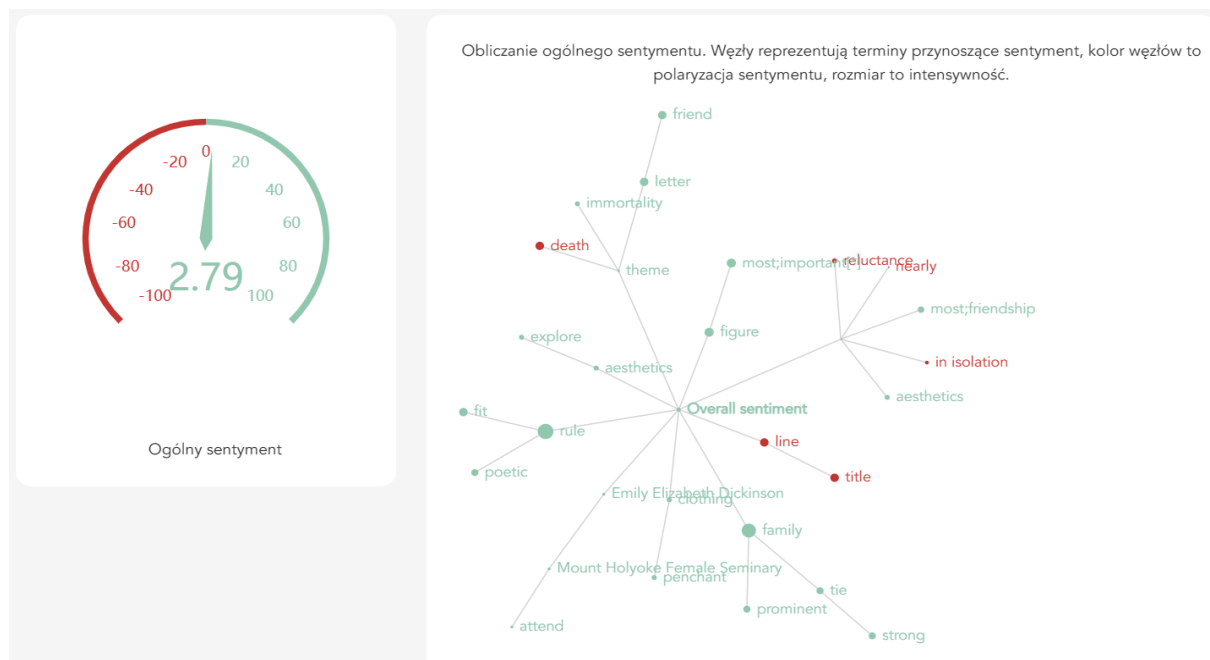 0
-20
20
-40
40
-60
60
-80
80
-100
100
2.79
Ogólny sentyment
Obliczanie ogólnego sentymentu. Węzły reprezentują terminy przynoszące sentyment, kolor węzłów to
polaryzacja sentymentu, rozmiar to intensywność.
friend
letter
immortality
death
theme
most;important[*]
reluctance
nearly
most;friendship
figure
explore
in isolation
aesthetics
aesthetics
Overall sentiment
fit
rule
line
poetic
title
Emily Elizabeth Dickinson
clothing
family
Mount Holyoke Female Seminary
penchant
tie
prominent
attend
strong